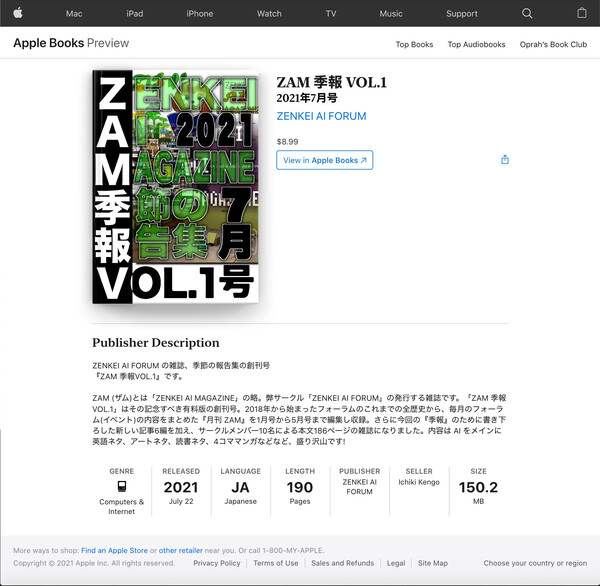 Mac
iPad
iPhone
Watch
TV
Music
Support
Apple Books Preview
Top Books
Top Audiobooks
Oprah's Book Club
ZAM季報VOL.1号
ZENKEI
2021
MAGAZINE
季節の
7月
報告集
ZAM 季報 VOL.1
2021年7月号
ZENKEI AI FORUM
$8.99
View in Apple Books ↗
Publisher Description
ZENKEI AI FORUM の雑誌、季節の報告集の創刊号
『ZAM 季報VOL.1』です。
ZAM (ザム)とは「ZENKEI AI MAGAZINE」の略。弊サークル「ZENKEI AI FORUM」の発行する雑誌です。「ZAM 季報
VOL.1」はその記念すべき有料版の創刊号。2018年から始まったフォーラムのこれまでの全歴史から、毎月のフォーラ
ム(イベント)の内容をまとめた『月刊 ZAM』を1月号から5月号まで編集し収録。さらに今回の『季報』のために書き下
ろした新しい記事6編を加え、サークルメンバー10名による本文186ページの雑誌になりました。内容は AI をメインに
英語ネタ、アートネタ、読書ネタ、4コママンガなどなど、盛り沢山です!
GENRE
Computers &
Internet
RELEASED
2021
July 22
LANGUAGE
JA
Japanese
LENGTH
190
Pages
PUBLISHER
ZENKEI AI
FORUM
SELLER
Ichiki Kengo
SIZE
150.2
MB
More ways to shop: Find an Apple Store or other retailer near you. Or call 1-800-MY-APPLE.
Copyright © 2021 Apple Inc. All rights reserved.
Privacy Policy
Terms of Use
Sales and Refunds
Legal
Site Map
Choose your country or region